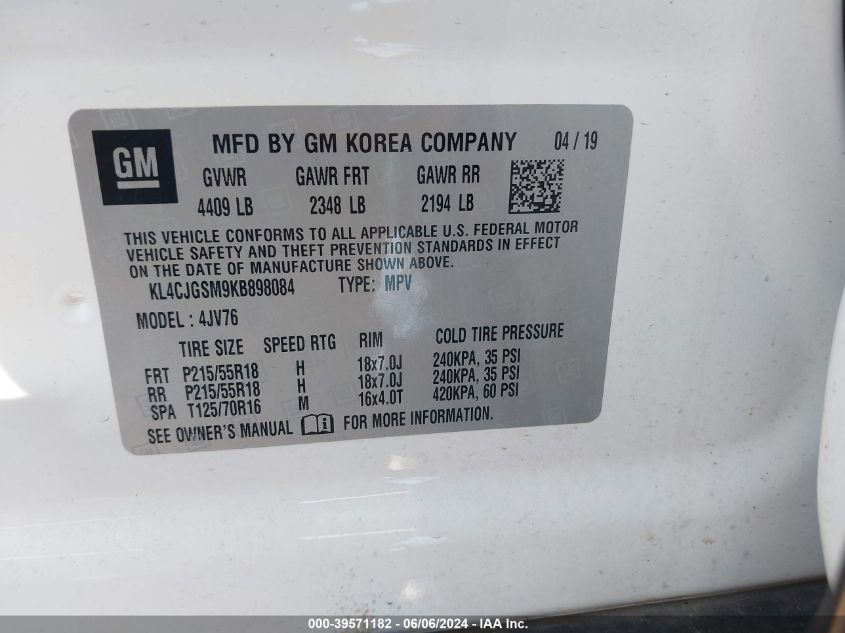 GM
MFD BY GM KOREA COMPANY 04 / 19
GVWR GAWR FRT GAWR RR
4409 LB 2348 LB 2194 LB
THIS VEHICLE CONFORMS TO ALL APPLICABLE U.S. FEDERAL MOTOR
VEHICLE SAFETY AND THEFT PREVENTION STANDARDS IN EFFECT
ON THE DATE OF MANUFACTURE SHOWN ABOVE.
KL4CJGSM9KB898084 TYPE: MPV
MODEL : 4JV76
TIRE SIZE SPEED RTG RIM COLD TIRE PRESSURE
FRT P215/55R18 H 18x7.0J 240KPA, 35 PSI
RR P215/55R18 H 18x7.0J 240KPA, 35 PSI
SPA T125/70R16 M 16x4.0T 420KPA, 60 PSI
SEE OWNER'S MANUAL FOR MORE INFORMATION.
000-39571182 - 06/06/2024 - IAA Inc.